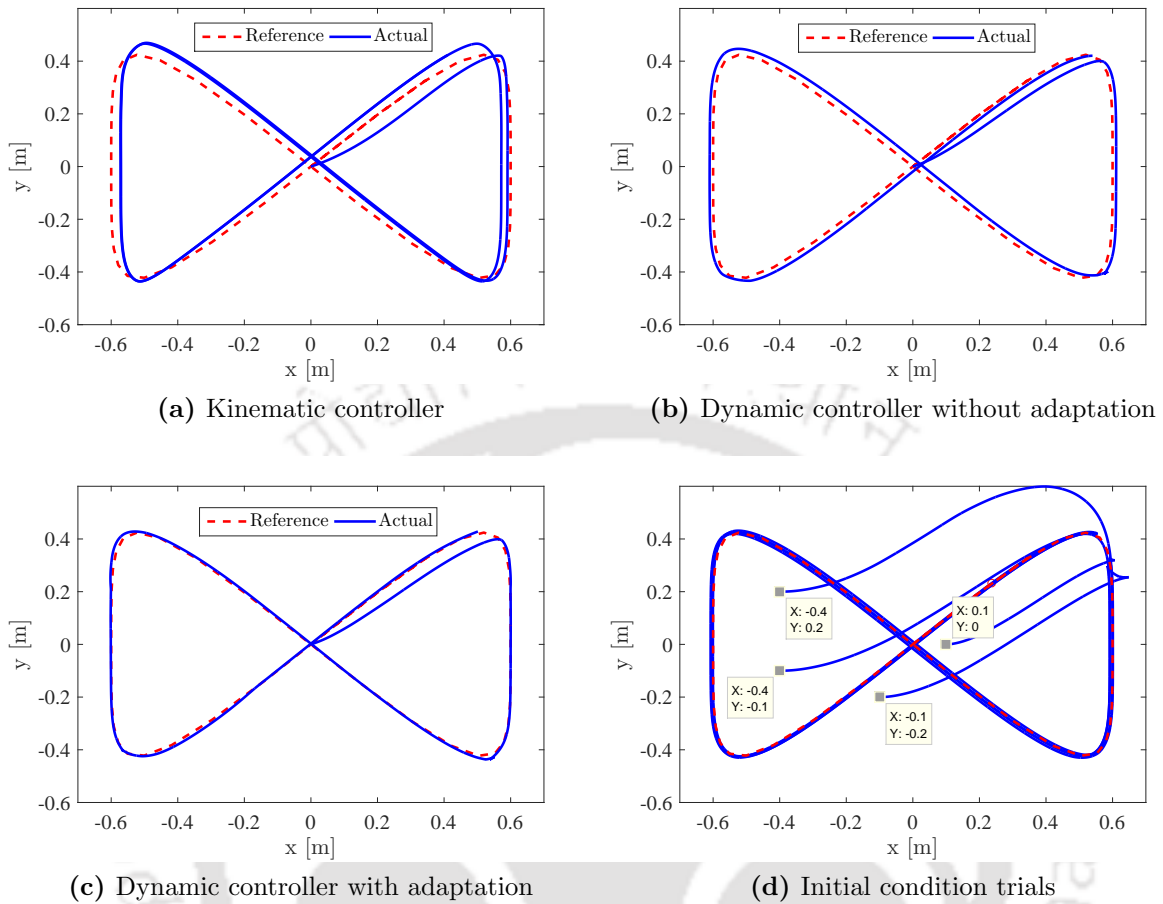 Reference Actual
0.4
0.2
0
-0.2
-0.4
-0.6
y [m]
-0.6 -0.4 -0.2 0 0.2 0.4 0.6
x [m]
(a) Kinematic controller
Reference Actual
0.4
0.2
0
-0.2
-0.4
-0.6
y [m]
-0.6 -0.4 -0.2 0 0.2 0.4 0.6
x [m]
(b) Dynamic controller without adaptation
Reference Actual
0.4
0.2
0
-0.2
-0.4
-0.6
y [m]
-0.6 -0.4 -0.2 0 0.2 0.4 0.6
x [m]
(c) Dynamic controller with adaptation
0.4
0.2
0
-0.2
-0.4
-0.6
y [m]
X: -0.4
Y: 0.2
X: 0.1
Y: 0
X: -0.4
Y: -0.1
X: -0.1
Y: -0.2
-0.6 -0.4 -0.2 0 0.2 0.4 0.6
x [m]
(d) Initial condition trials